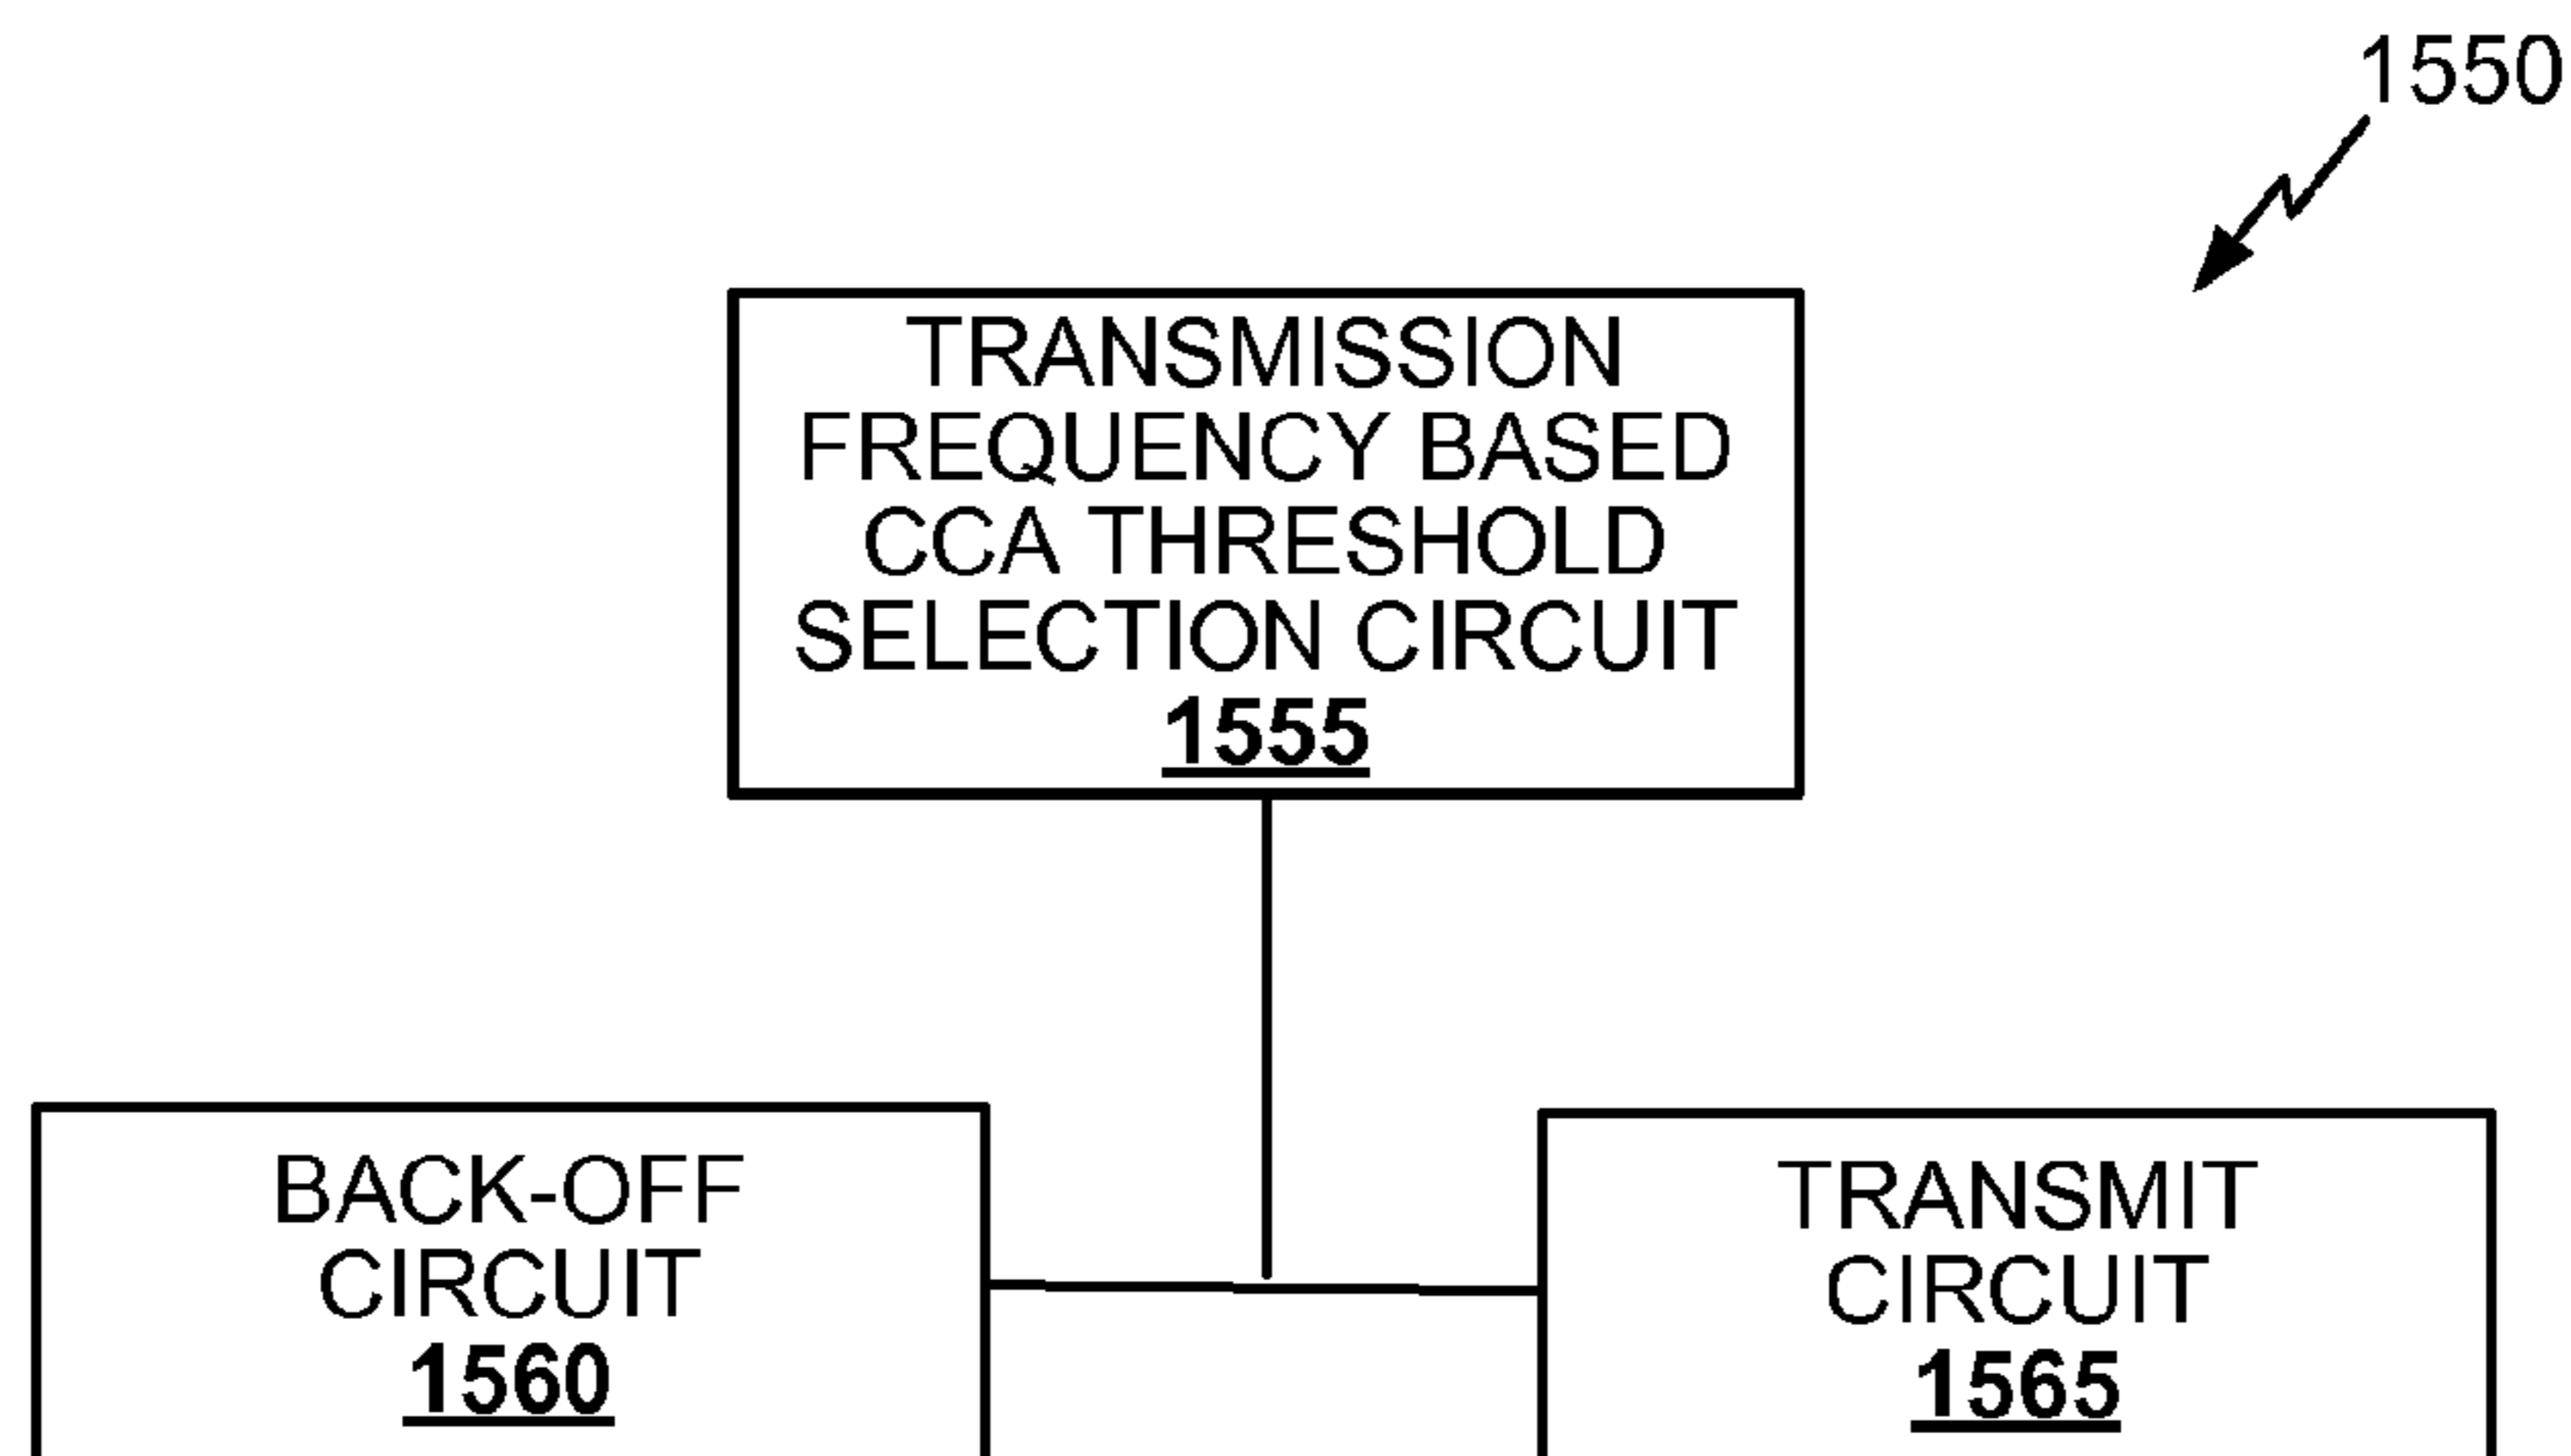 1550
TRANSMISSION
FREQUENCY BASED
CCA THRESHOLD
SELECTION CIRCUIT
1555
BACK-OFF
CIRCUIT
1560
TRANSMIT
CIRCUIT
1565